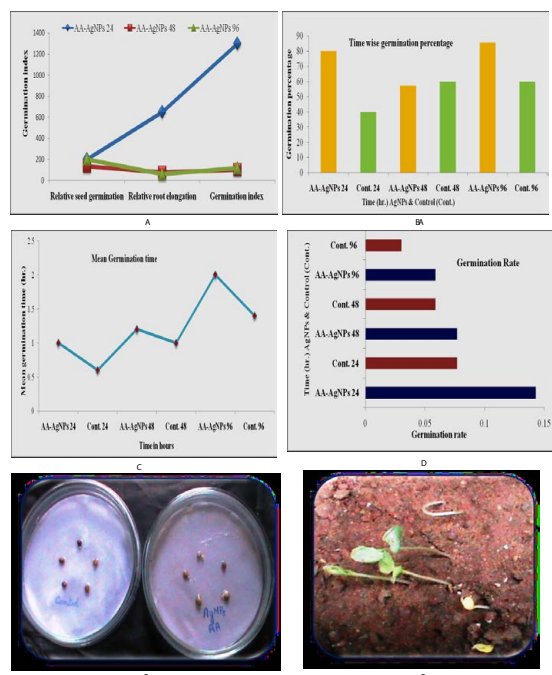 AA-AgNPs 24 AA-AgNPs 48 AA-AgNPs 96
Germination index
1400
1200
1000
800
600
400
200
0
Relative seed germination Relative root elongation Germination index
A
Time wise germination percentage
Germination percentage
90
80
70
60
50
40
30
20
10
0
AA-AgNPs 24 Cont. 24 AA-AgNPs 48 Cont. 48 AA-AgNPs 96 Cont. 96
Time (hr.) AgNPs & Control (Cont.)
BA
Mean Germination time
Mean germination time (hr.)
2.5
2
1.5
1
0.5
0
AA-AgNPs 24 Cont. 24 AA-AgNPs 48 Cont. 48 AA-AgNPs 96 Cont. 96
Time in hours
C
Germination Rate
Time (hr.) AgNPs & Control (Cont.)
Cont. 96
AA-AgNPs 96
Cont. 48
AA-AgNPs 48
Cont. 24
AA-AgNPs 24
0 0.05 0.1 0.15
Germination rate
D
Control
AgNPs
AA